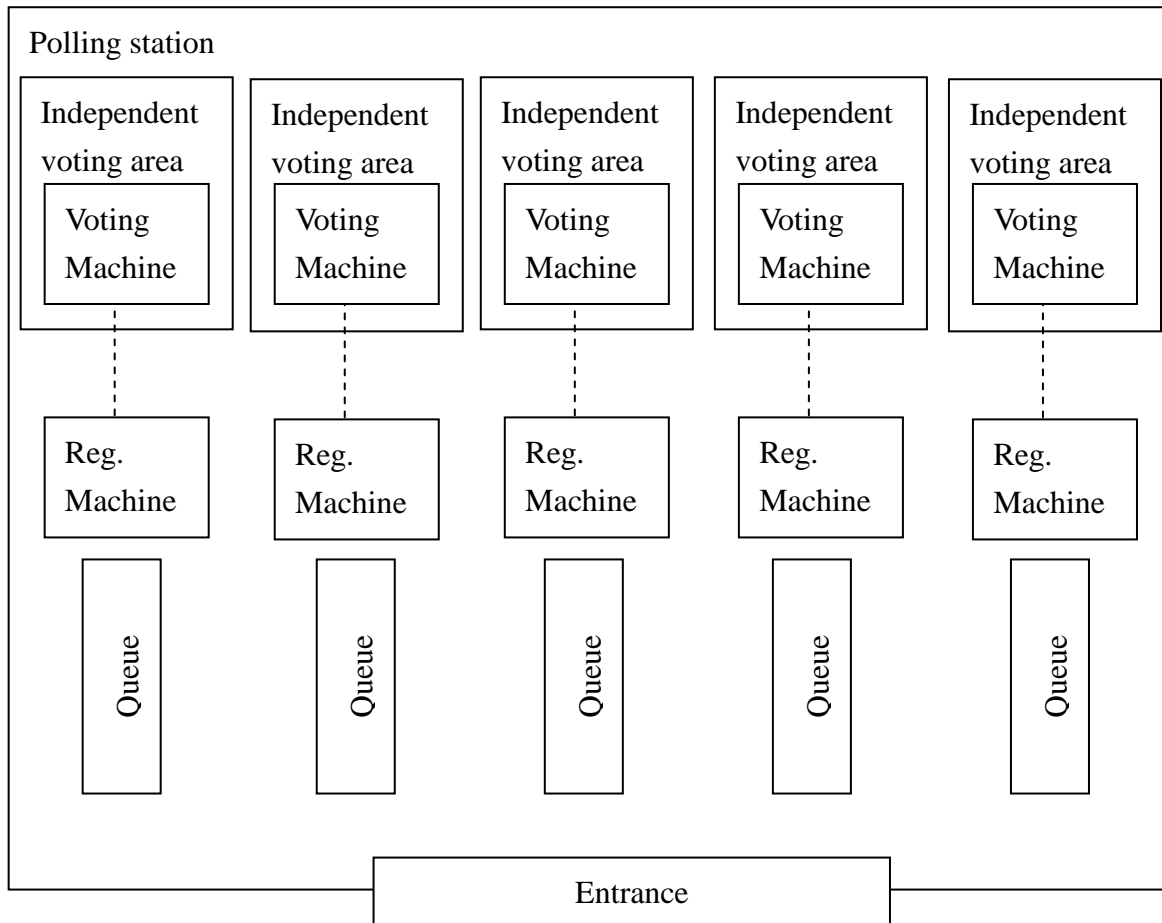 Polling station
Independent
voting area
Voting
Machine
Independent
voting area
Voting
Machine
Independent
voting area
Voting
Machine
Independent
voting area
Voting
Machine
Independent
voting area
Voting
Machine
Reg.
Machine
Reg.
Machine
Reg.
Machine
Reg.
Machine
Reg.
Machine
Queue
Queue
Queue
Queue
Queue
Entrance